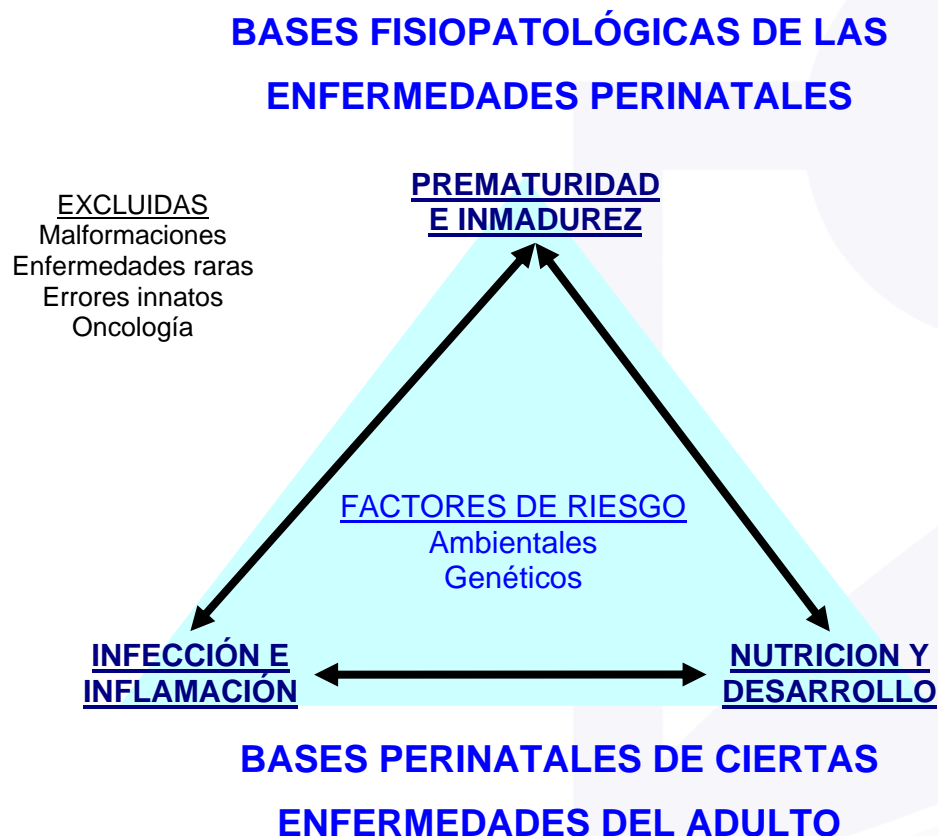 BASES FISIOPATOLÓGICAS DE LAS
ENFERMEDADES PERINATALES
PREMATURIDAD
E INMADUREZ
EXCLUIDAS
Malformaciones
Enfermedades raras
Errores innatos
Oncología
FACTORES DE RIESGO
Ambientales
Genéticos
INFECCIÓN E
INFLAMACIÓN
NUTRICION Y
DESARROLLO
BASES PERINATALES DE CIERTAS
ENFERMEDADES DEL ADULTO